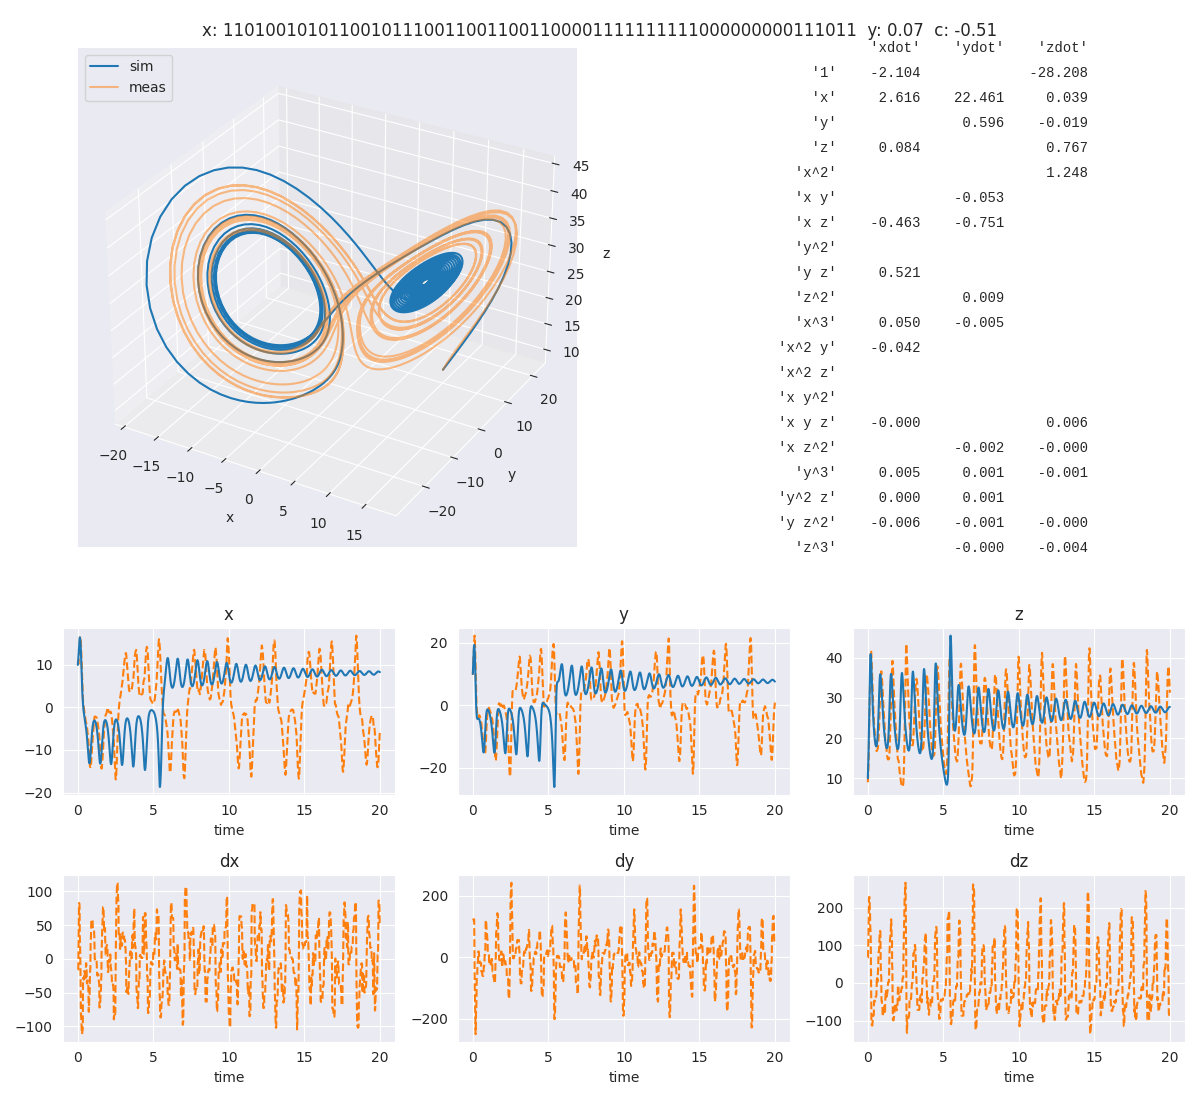 x: 110100101011001011100110011001100001111111111000000000111011 y: 0.07 c: -0.51
sim
meas
45
40
35
30
25
20
15
10
z
20
10
0
−10
−20
y
−20
−15
−10
−5
0
5
10
15
x
'xdot' 'ydot' 'zdot'
'1' -2.104 -28.208
'x' 2.616 22.461 0.039
'y' 0.596 -0.019
'z' 0.084 0.767
'x^2' 1.248
'x y' -0.053
'x z' -0.463 -0.751
'y^2'
'y z' 0.521
'z^2' 0.009
'x^3' 0.050 -0.005
'x^2 y' -0.042
'x^2 z'
'x y^2'
'x y z' -0.000 0.006
'x z^2' -0.002 -0.000
'y^3' 0.005 0.001 -0.001
'y^2 z' 0.000 0.001
'y z^2' -0.006 -0.001 -0.000
'z^3' -0.000 -0.004
x
10
0
−10
−20
0 5 10 15 20
time
y
20
0
−20
0 5 10 15 20
time
z
40
30
20
10
0 5 10 15 20
time
dx
100
50
0
−50
−100
0 5 10 15 20
time
dy
200
0
−200
0 5 10 15 20
time
dz
200
100
0
−100
0 5 10 15 20
time